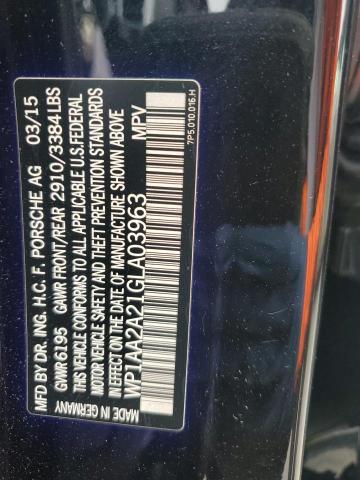 MFD BY DR. ING. H.C. F. PORSCHE AG 03/15
GWR 6195 GAWR FRONT/REAR 2910/3384LBS
THIS VEHICLE CONFORMS TO ALL APPLICABLE U.S. FEDERAL
MOTOR VEHICLE SAFETY AND THEFT PREVENTION STANDARDS
IN EFFECT ON THE DATE OF MANUFACTURE SHOWN ABOVE
WP1AA2A21GLA03963 MPV
MADE IN GERMANY
7P5.010.016.H